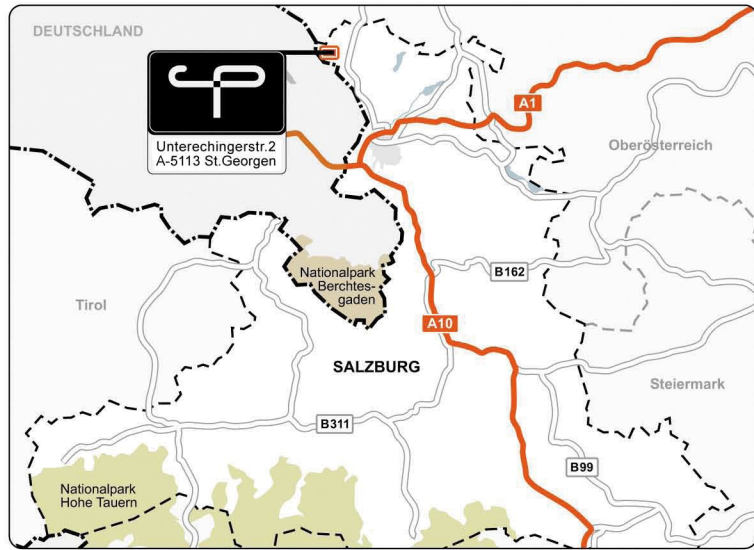 DEUTSCHLAND
Unterechingerstr.2
A-5113 St.Georgen
A1
Oberösterreich
Nationalpark
Berchtes-
gaden
B162
Tirol
A10
SALZBURG
Steiermark
B311
B99
Nationalpark
Hohe Tauern